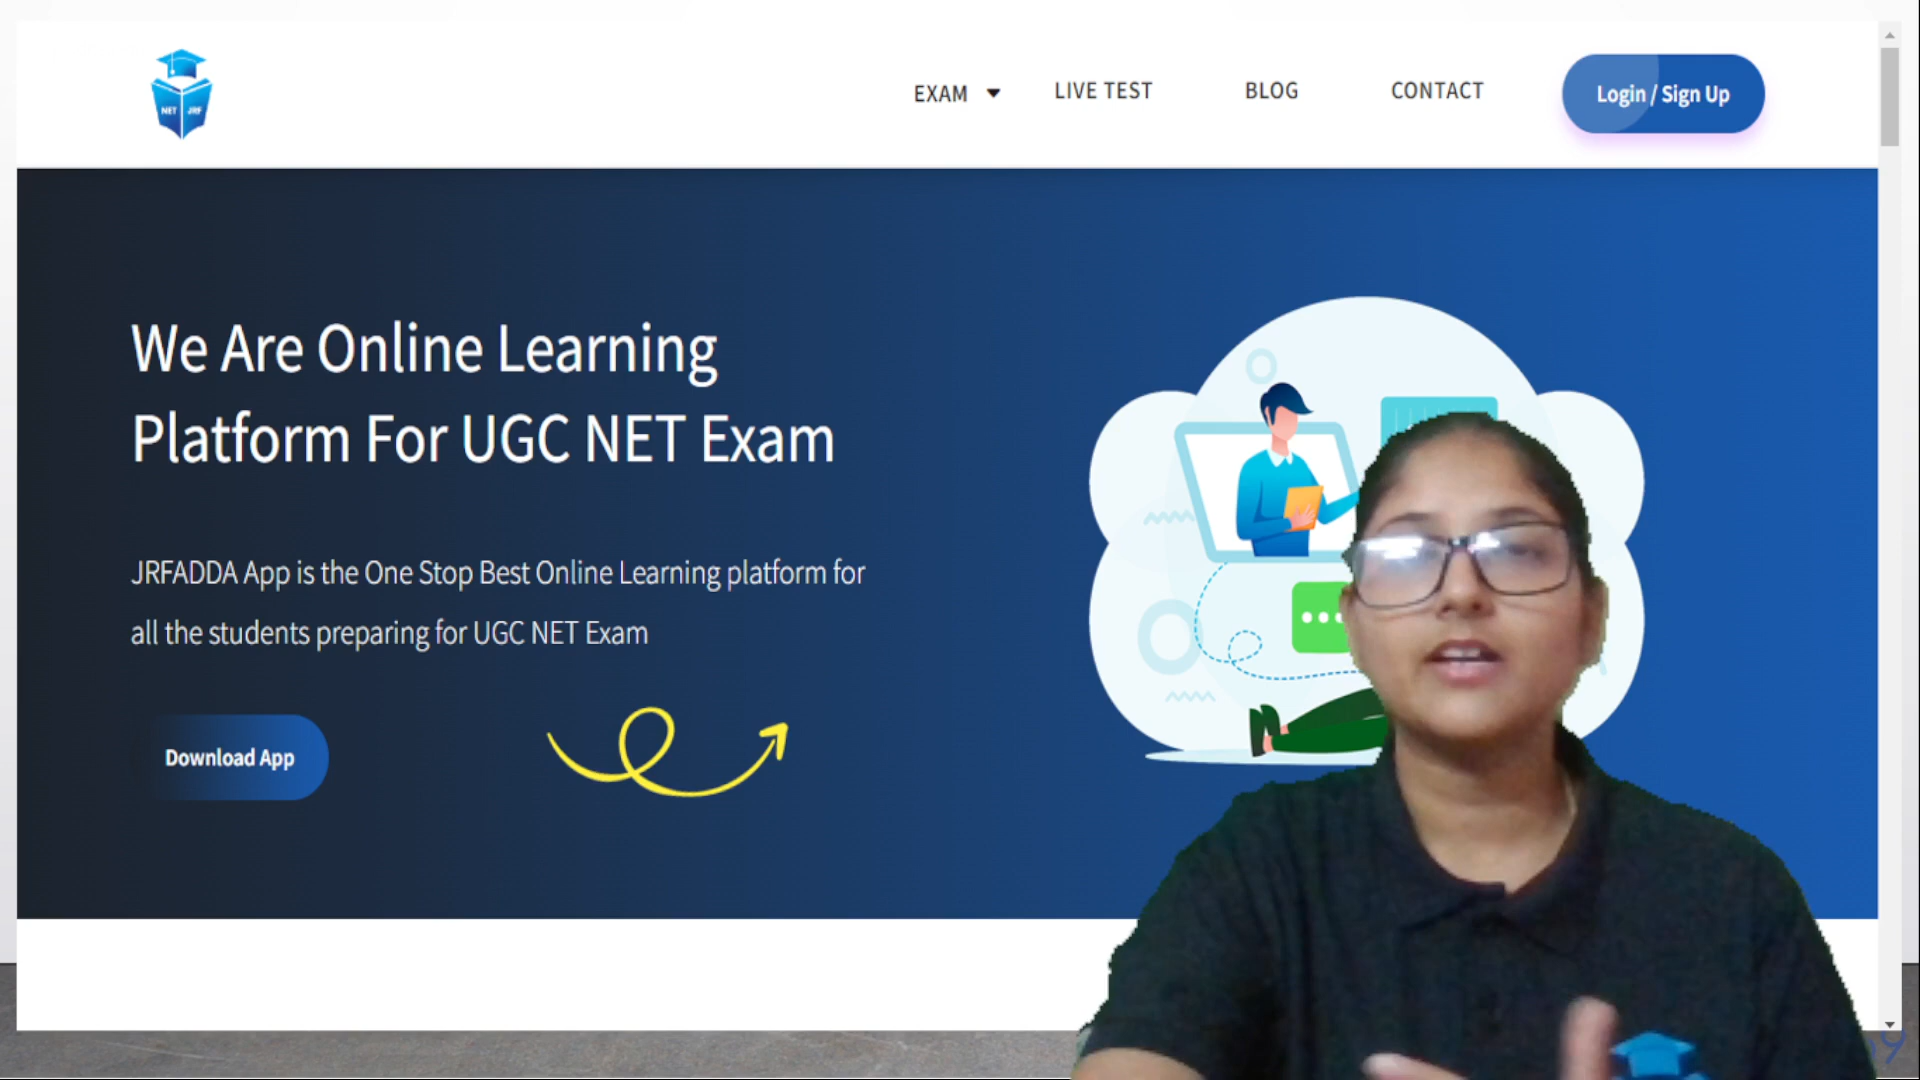 NET JRF
EXAM
LIVE TEST
BLOG
CONTACT
Login / Sign Up
We Are Online Learning
Platform For UGC NET Exam
JRFADDA App is the One Stop Best Online Learning platform for
all the students preparing for UGC NET Exam
Download App